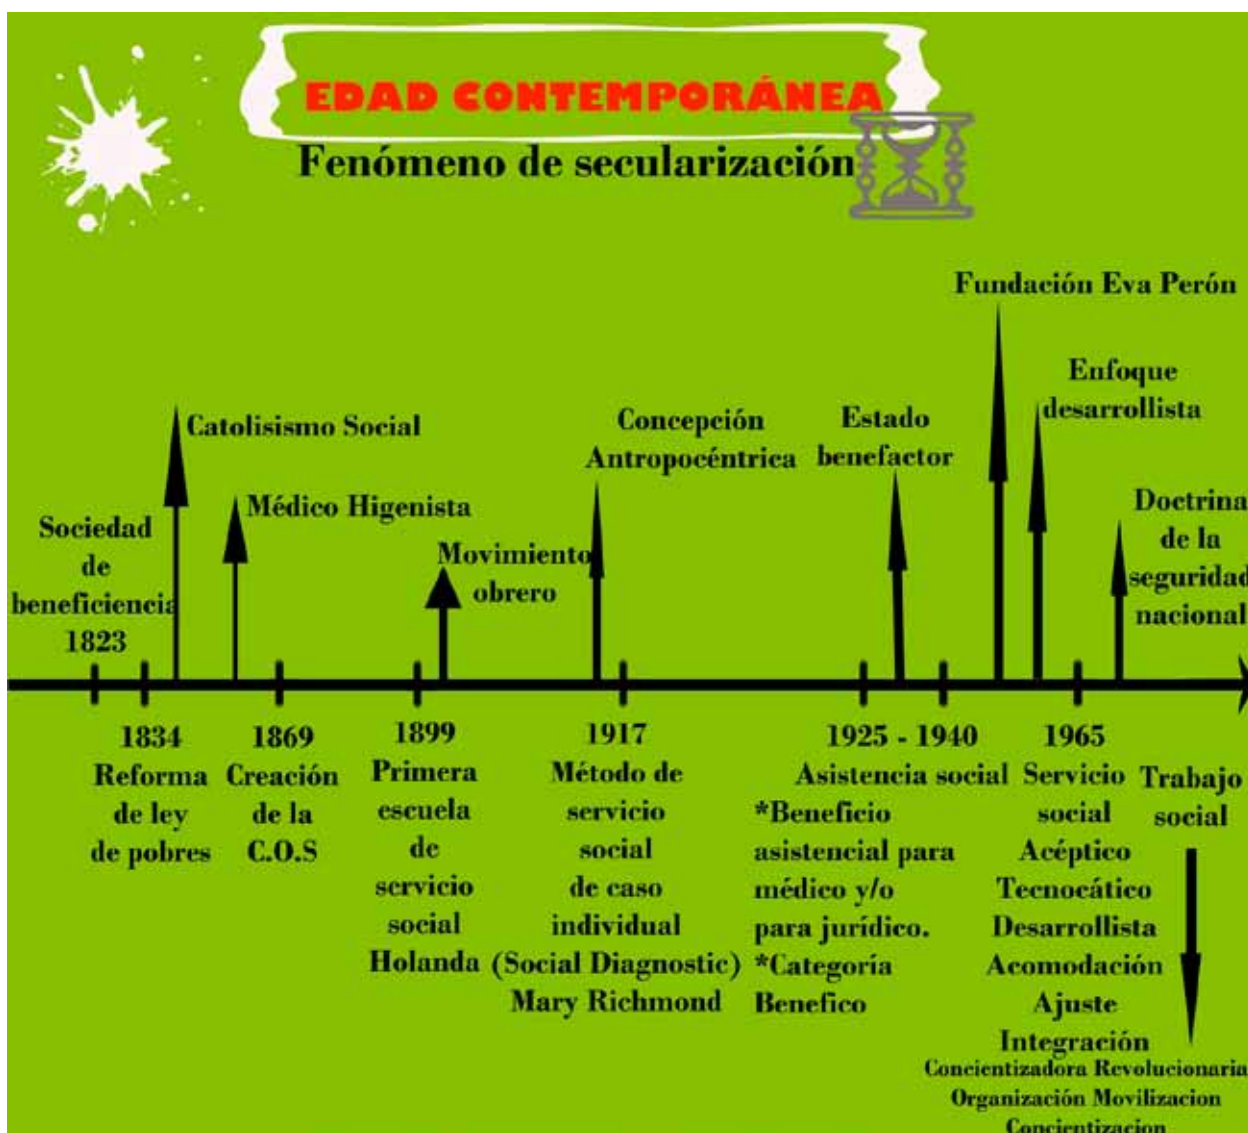 EDAD CONTEMPORÁNEA
Fenómeno de secularización
Fundación Eva Perón
Enfoque
desarrollista
Catolisismo Social
Concepción
Antropocéntrica
Estado
benefactor
Médico Higenista
Doctrina
de la
seguridad
nacional
Sociedad
de
beneficiencia
1823
Movimiento
obrero
1834
Reforma
de ley
de pobres
1869
Creación
de la
C.O.S
1899
Primera
escuela
de
servicio
social
Holanda
1917
Método de
servicio
social
de caso
individual
(Social Diagnostic)
Mary Richmond
1925 - 1940
Asistencia social
*Beneficio
asistencial para
médico y/o
para jurídico.
*Categoría
Benefico
1965
Servicio
social
Acéptico
Tecnocático
Desarrollista
Acomodación
Ajuste
Integración
Trabajo
social
Concientizadora Revolucionaria
Organización Movilizacion
Concientizacion